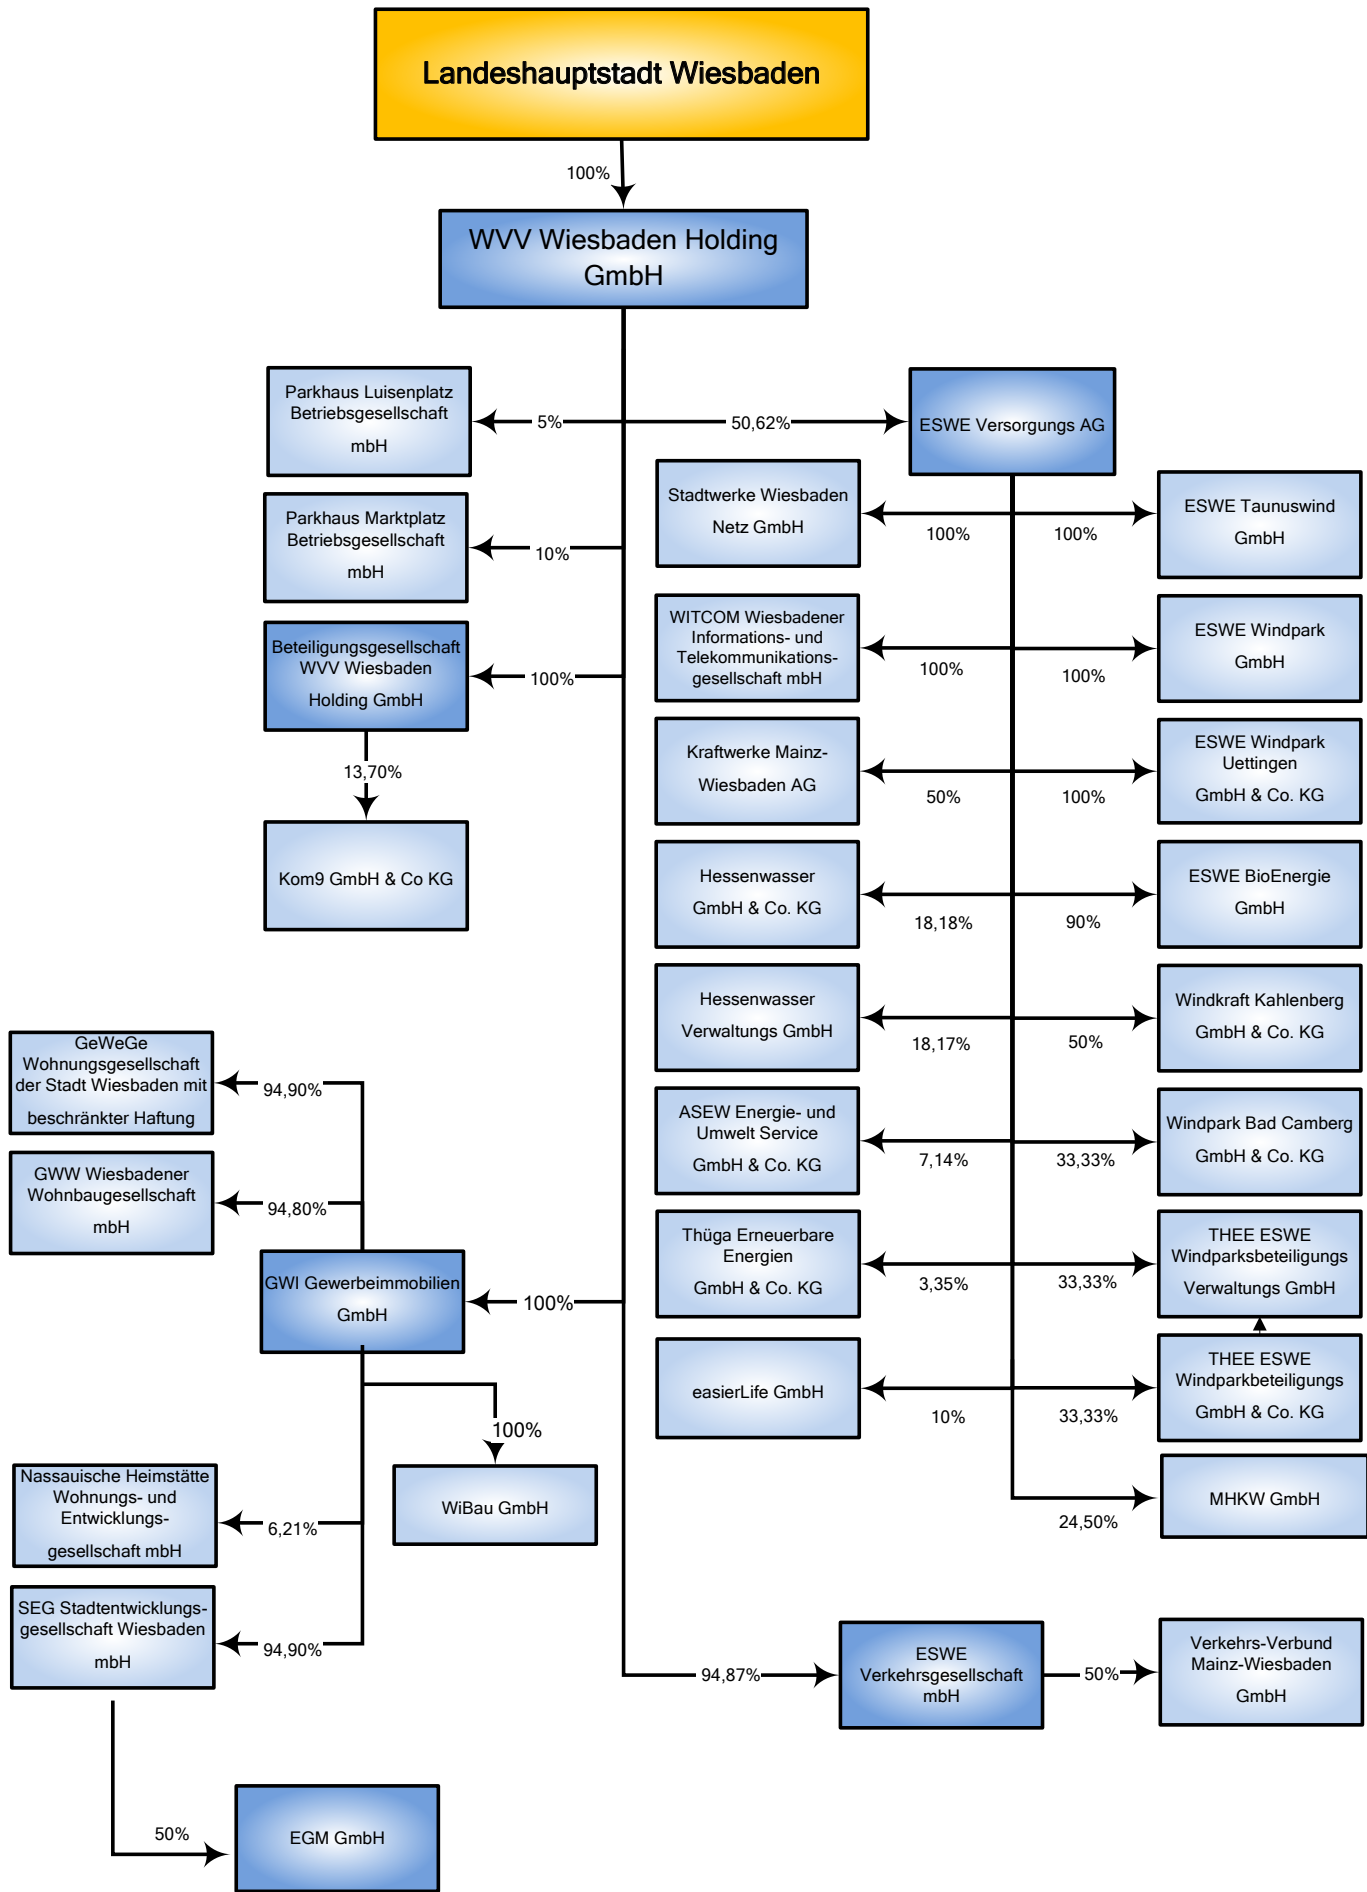 Landeshauptstadt Wiesbaden
100%
WVV Wiesbaden Holding
GmbH
Parkhaus Luisenplatz
Betriebsgesellschaft
mbH
5%
50,62%
ESWE Versorgungs AG
Parkhaus Marktplatz
Betriebsgesellschaft
mbH
10%
Beteiligungsgesellschaft
WVV Wiesbaden
Holding GmbH
100%
13,70%
Kom9 GmbH & Co KG
Stadtwerke Wiesbaden
Netz GmbH
100%
100%
ESWE Taunuswind
GmbH
WITCOM Wiesbadener
Informations- und
Telekommunikations-
gesellschaft mbH
100%
100%
ESWE Windpark
GmbH
Kraftwerke Mainz-
Wiesbaden AG
50%
100%
ESWE Windpark
Uettingen
GmbH & Co. KG
Hessenwasser
GmbH & Co. KG
18,18%
90%
ESWE BioEnergie
GmbH
Hessenwasser
Verwaltungs GmbH
18,17%
50%
Windkraft Kahlenberg
GmbH & Co. KG
ASEW Energie- und
Umwelt Service
GmbH & Co. KG
7,14%
33,33%
Windpark Bad Camberg
GmbH & Co. KG
Thüga Erneuerbare
Energien
GmbH & Co. KG
3,35%
33,33%
THEE ESWE
Windparksbeteiligungs
Verwaltungs GmbH
easierLife GmbH
10%
33,33%
THEE ESWE
Windparkbeteiligungs
GmbH & Co. KG
24,50%
MHKW GmbH
GeWeGe
Wohnungsgesellschaft
der Stadt Wiesbaden mit
beschränkter Haftung
94,90%
GWW Wiesbadener
Wohnbaugesellschaft
mbH
94,80%
GWI Gewerbeimmobilien
GmbH
100%
100%
WiBau GmbH
Nassauische Heimstätte
Wohnungs- und
Entwicklungs-
gesellschaft mbH
6,21%
SEG Stadtentwicklungs-
gesellschaft Wiesbaden
mbH
94,90%
94,87%
ESWE
Verkehrsgesellschaft
mbH
50%
Verkehrs-Verbund
Mainz-Wiesbaden
GmbH
50%
EGM GmbH